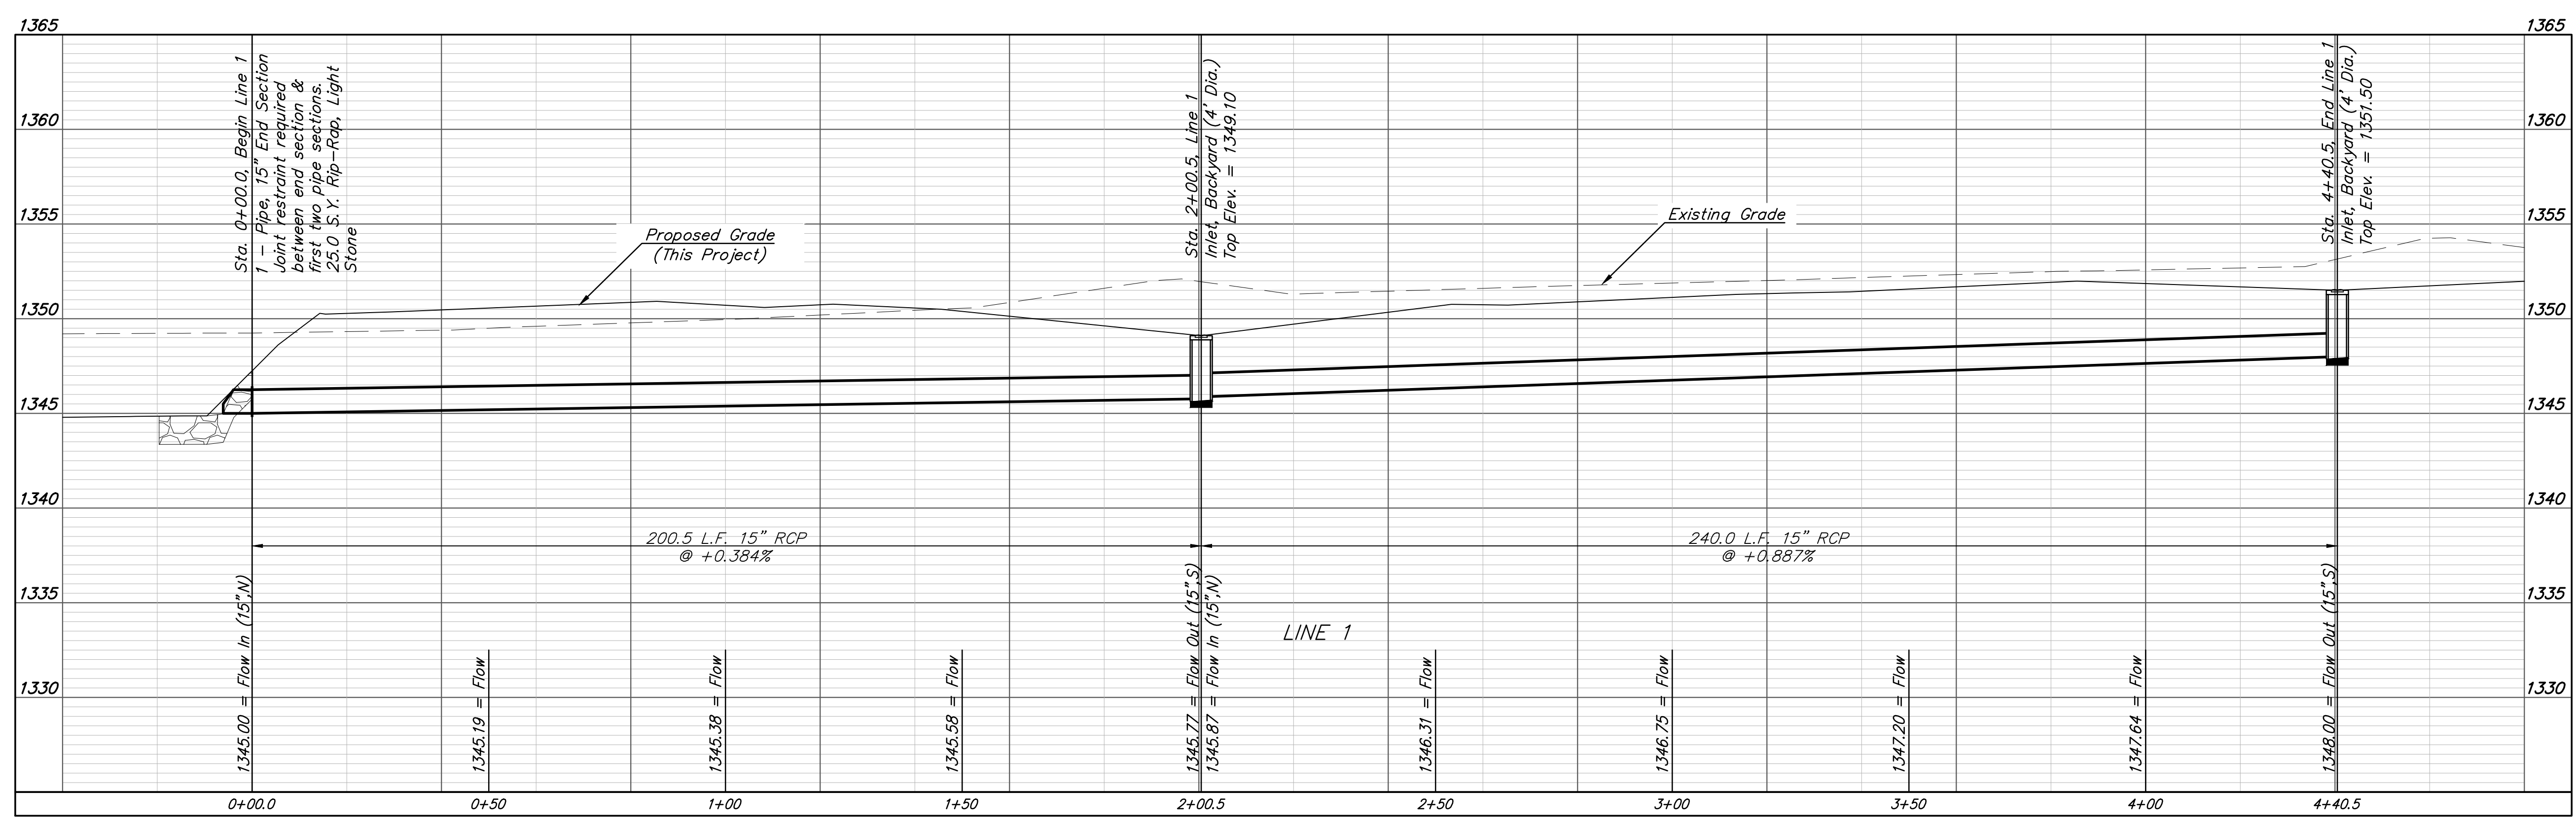 1365
1365
1360
1360
1355
1355
1350
1350
1345
1345
1340
1340
1335
1335
1330
1330
Sta. 0+00.0, Begin Line 1
1 - Pipe, 15" End Section
Joint restraint required
between end section &
first two pipe sections.
25.0 S.Y. Rip-Rap, Light
Stone
Proposed Grade
(This Project)
Sta. 2+00.5, Line 1
Inlet, Backyard (4' Dia.)
Top Elev. = 1349.10
Existing Grade
Sta. 4+40.5, End Line 1
Inlet, Backyard (4' Dia.)
Top Elev. = 1351.50
200.5 L.F. 15" RCP
@ +0.384%
240.0 L.F. 15" RCP
@ +0.887%
LINE 1
1345.00 = Flow In (15",N)
1345.19 = Flow
1345.38 = Flow
1345.58 = Flow
1345.77 = Flow Out (15",S)
1345.87 = Flow In (15",N)
1346.31 = Flow
1346.75 = Flow
1347.20 = Flow
1347.64 = Flow
1348.00 = Flow Out (15",S)
0+00.0
0+50
1+00
1+50
2+00.5
2+50
3+00
3+50
4+00
4+40.5